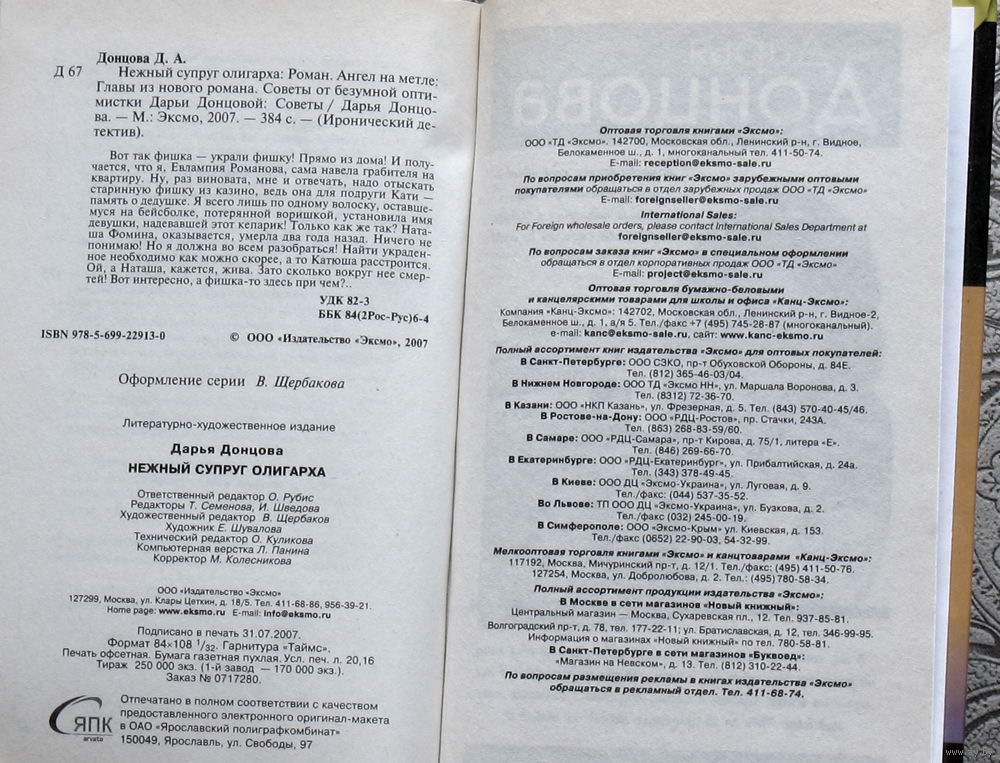 Донцова Д. А.
Д 67 Нежный супруг олигарха: Роман. Ангел на метле:
Главы из нового романа. Советы от безумной опти-
мистки Дарьи Донцовой: Советы / Дарья Донцо-
ва. — М.: Эксмо, 2007. — 384 с. — (Иронический де-
тектив).
Вот так фишка — украли фишку! Прямо из дома! И полу-
чается, что я, Евлампия Романова, сама навела грабителя на
квартиру. Ну, раз виновата, мне и отвечать, надо отыскать
старинную фишку из казино, ведь она для подруги Кати —
память о дедушке. Я всего лишь по одному волоску, оставше-
муся на бейсболке, потерянной воришкой, установила имя
девушки, надевавшей этот кепарик! Только как же так? Ната-
ша Фомина, оказывается, умерла два года назад. Ничего не
понимаю! Но я должна во всем разобраться! Найти украден-
ное необходимо как можно скорее, а то Катюша расстроится.
Ой, а Наташа, кажется, жива. Зато сколько вокруг нее смер-
тей! Вот интересно, а фишка-то здесь при чем?..
УДК 82-3
ББК 84(2Рос-Рус)6-4
ISBN 978-5-699-22913-0 © ООО «Издательство «Эксмо», 2007
Оформление серии В. Щербакова
Литературно-художественное издание
Дарья Донцова
НЕЖНЫЙ СУПРУГ ОЛИГАРХА
Ответственный редактор О. Рубис
Редакторы Т. Семенова, И. Шведова
Художественный редактор В. Щербаков
Художник Е. Шувалова
Технический редактор О. Куликова
Компьютерная верстка Л. Панина
Корректор М. Колесникова
ООО «Издательство «Эксмо»
127299, Москва, ул. Клары Цеткин, д. 18/5. Тел. 411-68-86, 956-39-21.
Home page: www.eksmo.ru E-mail: info@eksmo.ru
Подписано в печать 31.07.2007.
Формат 84×108 1/32. Гарнитура «Таймс».
Печать офсетная. Бумага газетная пухлая. Усл. печ. л. 20,16
Тираж 250 000 экз. (1-й завод — 170 000 экз.).
Заказ № 0717280.
ЯПК
arvato
Отпечатано в полном соответствии с качеством
предоставленного электронного оригинал-макета
в ОАО «Ярославский полиграфкомбинат»
150049, Ярославль, ул. Свободы, 97
Донцова
Оптовая торговля книгами «Эксмо»:
ООО «ТД «Эксмо». 142700, Московская обл., Ленинский р-н, г. Видное,
Белокаменное ш., д. 1, многоканальный тел. 411-50-74.
E-mail: reception@eksmo-sale.ru
По вопросам приобретения книг «Эксмо» зарубежными оптовыми
покупателями обращаться в отдел зарубежных продаж ООО «ТД «Эксмо»
E-mail: foreignseller@eksmo-sale.ru
International Sales:
For Foreign wholesale orders, please contact International Sales Department at
foreignseller@eksmo-sale.ru
По вопросам заказа книг «Эксмо» в специальном оформлении
обращаться в отдел корпоративных продаж ООО «ТД «Эксмо»
E-mail: project@eksmo-sale.ru
Оптовая торговля бумажно-беловыми
и канцелярскими товарами для школы и офиса «Канц-Эксмо»:
Компания «Канц-Эксмо»: 142702, Московская обл., Ленинский р-н, г. Видное-2,
Белокаменное ш., д. 1, а/я 5. Тел./факс +7 (495) 745-28-87 (многоканальный).
e-mail: kanc@eksmo-sale.ru, сайт: www.kanc-eksmo.ru
Полный ассортимент книг издательства «Эксмо» для оптовых покупателей:
В Санкт-Петербурге: ООО СЗКО, пр-т Обуховской Обороны, д. 84Е.
Тел. (812) 365-46-03/04.
В Нижнем Новгороде: ООО ТД «Эксмо НН», ул. Маршала Воронова, д. 3.
Тел. (8312) 72-36-70.
В Казани: ООО «НКП Казань», ул. Фрезерная, д. 5. Тел. (843) 570-40-45/46.
В Ростове-на-Дону: ООО «РДЦ-Ростов», пр. Стачки, 243А.
Тел. (863) 268-83-59/60.
В Самаре: ООО «РДЦ-Самара», пр-т Кирова, д. 75/1, литера «Е».
Тел. (846) 269-66-70.
В Екатеринбурге: ООО «РДЦ-Екатеринбург», ул. Прибалтийская, д. 24а.
Тел. (343) 378-49-45.
В Киеве: ООО ДЦ «Эксмо-Украина», ул. Луговая, д. 9.
Тел./факс: (044) 537-35-52.
Во Львове: ТП ООО ДЦ «Эксмо-Украина», ул. Бузкова, д. 2.
Тел./факс (032) 245-00-19.
В Симферополе: ООО «Эксмо-Крым» ул. Киевская, д. 153.
Тел./факс (0652) 22-90-03, 54-32-99.
Мелкооптовая торговля книгами «Эксмо» и канцтоварами «Канц-Эксмо»:
117192, Москва, Мичуринский пр-т, д. 12/1. Тел./факс: (495) 411-50-76.
127254, Москва, ул. Добролюбова, д. 2. Тел.: (495) 780-58-34.
Полный ассортимент продукции издательства «Эксмо»:
В Москве в сети магазинов «Новый книжный»:
Центральный магазин — Москва, Сухаревская пл., 12. Тел. 937-85-81.
Волгоградский пр-т, д. 78, тел. 177-22-11; ул. Братиславская, д. 12, тел. 346-99-95.
Информация о магазинах «Новый книжный» по тел. 780-58-81.
В Санкт-Петербурге в сети магазинов «Буквоед»:
«Магазин на Невском», д. 13. Тел. (812) 310-22-44.
По вопросам размещения рекламы в книгах издательства «Эксмо»
обращаться в рекламный отдел. Тел. 411-68-74.